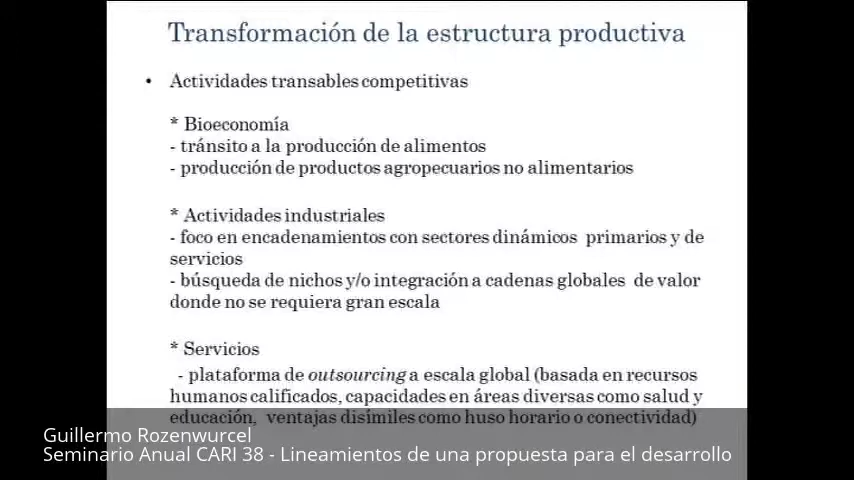 Transformación de la estructura productiva
• Actividades transables competitivas
* Bioeconomía
- tránsito a la producción de alimentos
- producción de productos agropecuarios no alimentarios
* Actividades industriales
- foco en encadenamientos con sectores dinámicos primarios y de
servicios
- búsqueda de nichos y/o integración a cadenas globales de valor
donde no se requiera gran escala
* Servicios
- plataforma de outsourcing a escala global (basada en recursos
humanos calificados, capacidades en áreas diversas como salud y
educación, ventajas disímiles como huso horario o conectividad)
Guillermo Rozenwurcel
Seminario Anual CARI 38 - Lineamientos de una propuesta para el desarrollo